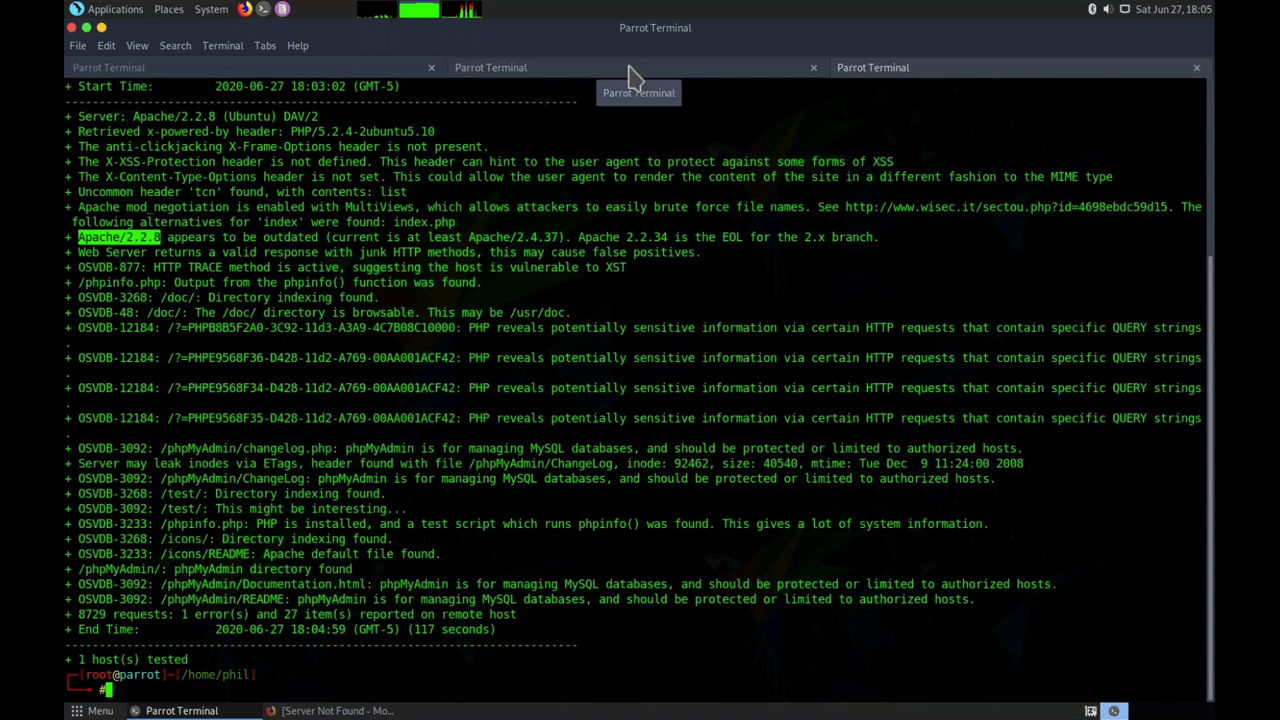 Applications Places System Sat Jun 27, 18:05
Parrot Terminal
File Edit View Search Terminal Tabs Help
Parrot Terminal Parrot Terminal Parrot Terminal
Parrot Terminal
+ Start Time: 2020-06-27 18:03:02 (GMT-5)
---------------------------------------------------------------------------
+ Server: Apache/2.2.8 (Ubuntu) DAV/2
+ Retrieved x-powered-by header: PHP/5.2.4-2ubuntu5.10
+ The anti-clickjacking X-Frame-Options header is not present.
+ The X-XSS-Protection header is not defined. This header can hint to the user agent to protect against some forms of XSS
+ The X-Content-Type-Options header is not set. This could allow the user agent to render the content of the site in a different fashion to the MIME type
+ Uncommon header 'tcn' found, with contents: list
+ Apache mod_negotiation is enabled with MultiViews, which allows attackers to easily brute force file names. See http://www.wisec.it/sectou.php?id=4698ebdc59d15. The
following alternatives for 'index' were found: index.php
+ Apache/2.2.8 appears to be outdated (current is at least Apache/2.4.37). Apache 2.2.34 is the EOL for the 2.x branch.
+ Web Server returns a valid response with junk HTTP methods, this may cause false positives.
+ OSVDB-877: HTTP TRACE method is active, suggesting the host is vulnerable to XST
+ /phpinfo.php: Output from the phpinfo() function was found.
+ OSVDB-3268: /doc/: Directory indexing found.
+ OSVDB-48: /doc/: The /doc/ directory is browsable. This may be /usr/doc.
+ OSVDB-12184: /?=PHPB8B5F2A0-3C92-11d3-A3A9-4C7B08C10000: PHP reveals potentially sensitive information via certain HTTP requests that contain specific QUERY strings
.
+ OSVDB-12184: /?=PHPE9568F36-D428-11d2-A769-00AA001ACF42: PHP reveals potentially sensitive information via certain HTTP requests that contain specific QUERY strings
.
+ OSVDB-12184: /?=PHPE9568F34-D428-11d2-A769-00AA001ACF42: PHP reveals potentially sensitive information via certain HTTP requests that contain specific QUERY strings
.
+ OSVDB-12184: /?=PHPE9568F35-D428-11d2-A769-00AA001ACF42: PHP reveals potentially sensitive information via certain HTTP requests that contain specific QUERY strings
.
+ OSVDB-3092: /phpMyAdmin/changelog.php: phpMyAdmin is for managing MySQL databases, and should be protected or limited to authorized hosts.
+ Server may leak inodes via ETags, header found with file /phpMyAdmin/ChangeLog, inode: 92462, size: 40540, mtime: Tue Dec  9 11:24:00 2008
+ OSVDB-3092: /phpMyAdmin/ChangeLog: phpMyAdmin is for managing MySQL databases, and should be protected or limited to authorized hosts.
+ OSVDB-3268: /test/: Directory indexing found.
+ OSVDB-3092: /test/: This might be interesting...
+ OSVDB-3233: /phpinfo.php: PHP is installed, and a test script which runs phpinfo() was found. This gives a lot of system information.
+ OSVDB-3268: /icons/: Directory indexing found.
+ OSVDB-3233: /icons/README: Apache default file found.
+ /phpMyAdmin/: phpMyAdmin directory found
+ OSVDB-3092: /phpMyAdmin/Documentation.html: phpMyAdmin is for managing MySQL databases, and should be protected or limited to authorized hosts.
+ OSVDB-3092: /phpMyAdmin/README: phpMyAdmin is for managing MySQL databases, and should be protected or limited to authorized hosts.
+ 8729 requests: 1 error(s) and 27 item(s) reported on remote host
+ End Time: 2020-06-27 18:04:59 (GMT-5) (117 seconds)
---------------------------------------------------------------------------
+ 1 host(s) tested
┌─[root@parrot]─[/home/phil]
└──╼ #
Menu Parrot Terminal [Server Not Found - Mo...